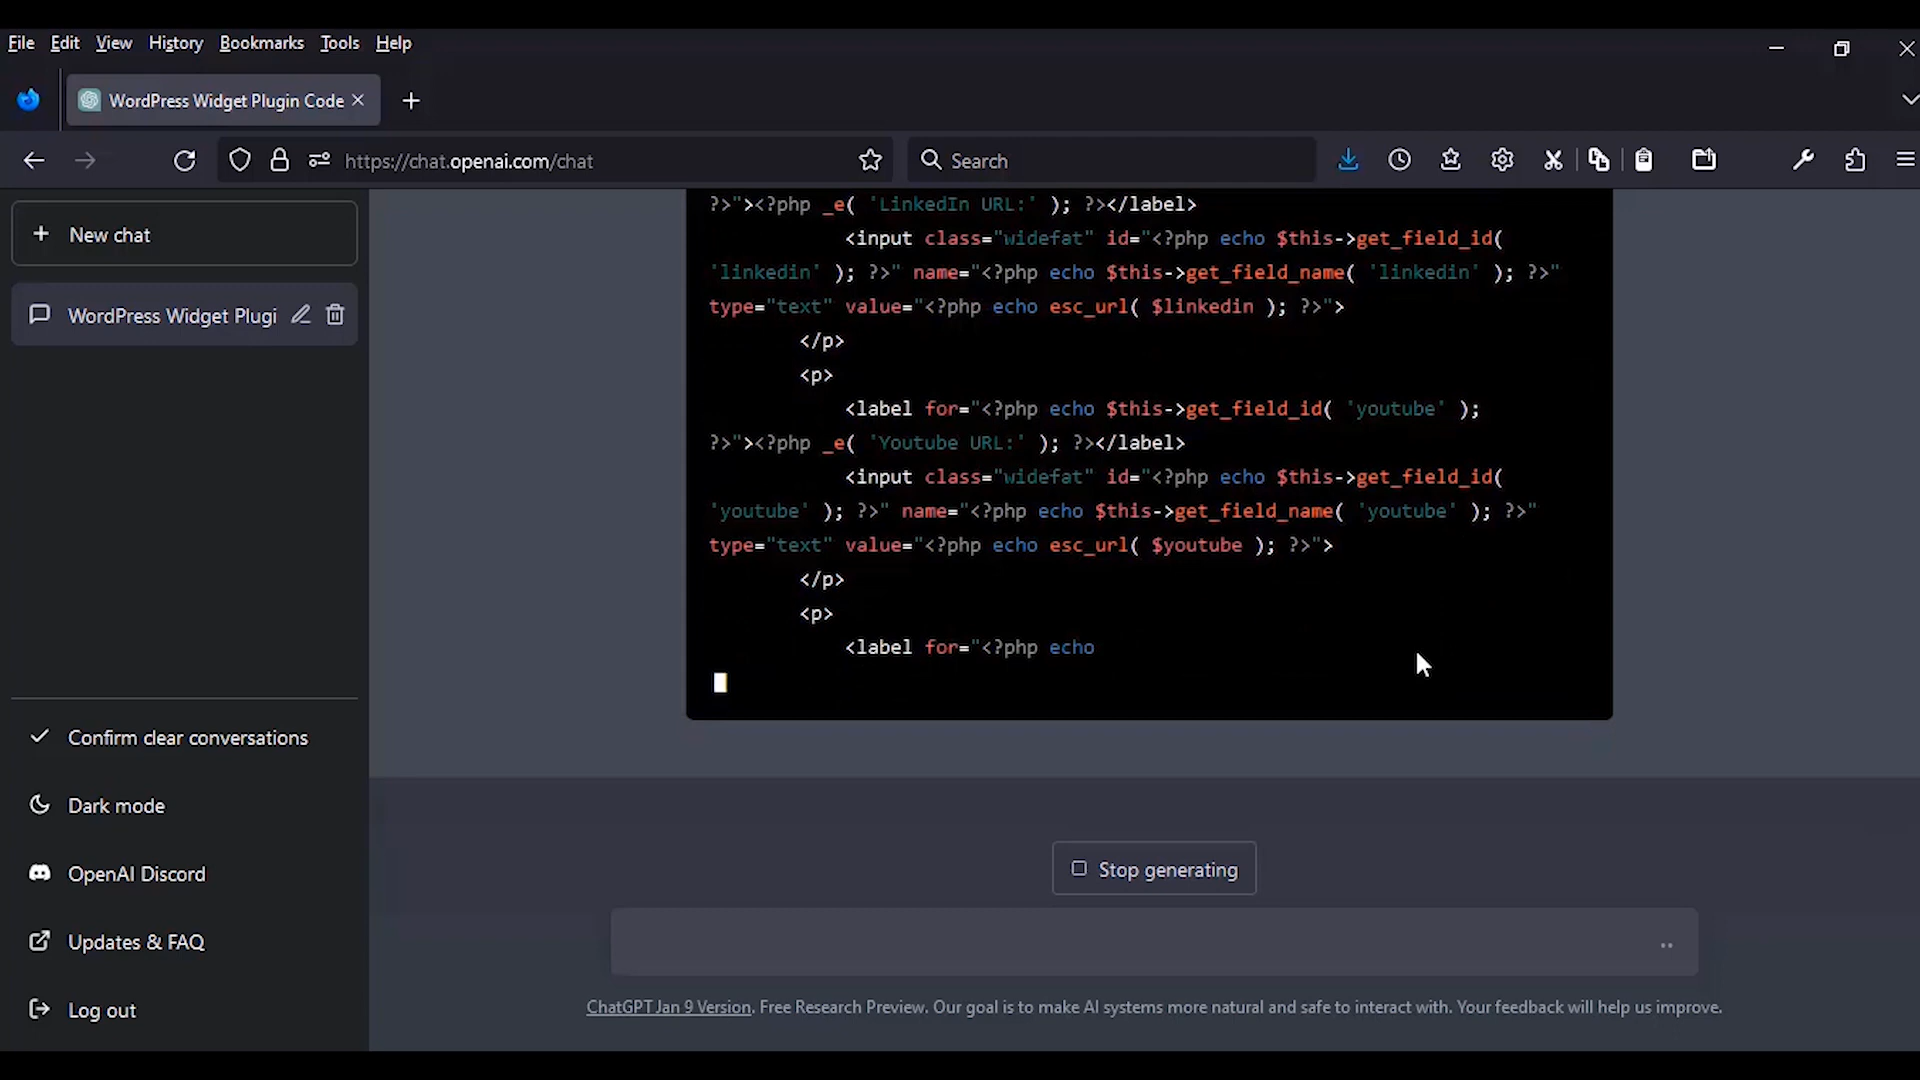 File Edit View History Bookmarks Tools Help
WordPress Widget Plugin Code
https://chat.openai.com/chat
Search
New chat
WordPress Widget Plugi
?>"><?php _e( 'LinkedIn URL:' ); ?></label>
<input class="widefat" id="<?php echo $this->get_field_id(
'linkedin' ); ?>" name="<?php echo $this->get_field_name( 'linkedin' ); ?>"
type="text" value="<?php echo esc_url( $linkedin ); ?>">
</p>
<p>
<label for="<?php echo $this->get_field_id( 'youtube' );
?>"><?php _e( 'Youtube URL:' ); ?></label>
<input class="widefat" id="<?php echo $this->get_field_id(
'youtube' ); ?>" name="<?php echo $this->get_field_name( 'youtube' ); ?>"
type="text" value="<?php echo esc_url( $youtube ); ?>">
</p>
<p>
<label for="<?php echo
Confirm clear conversations
Dark mode
OpenAI Discord
Updates & FAQ
Log out
Stop generating
ChatGPT Jan 9 Version. Free Research Preview. Our goal is to make AI systems more natural and safe to interact with. Your feedback will help us improve.